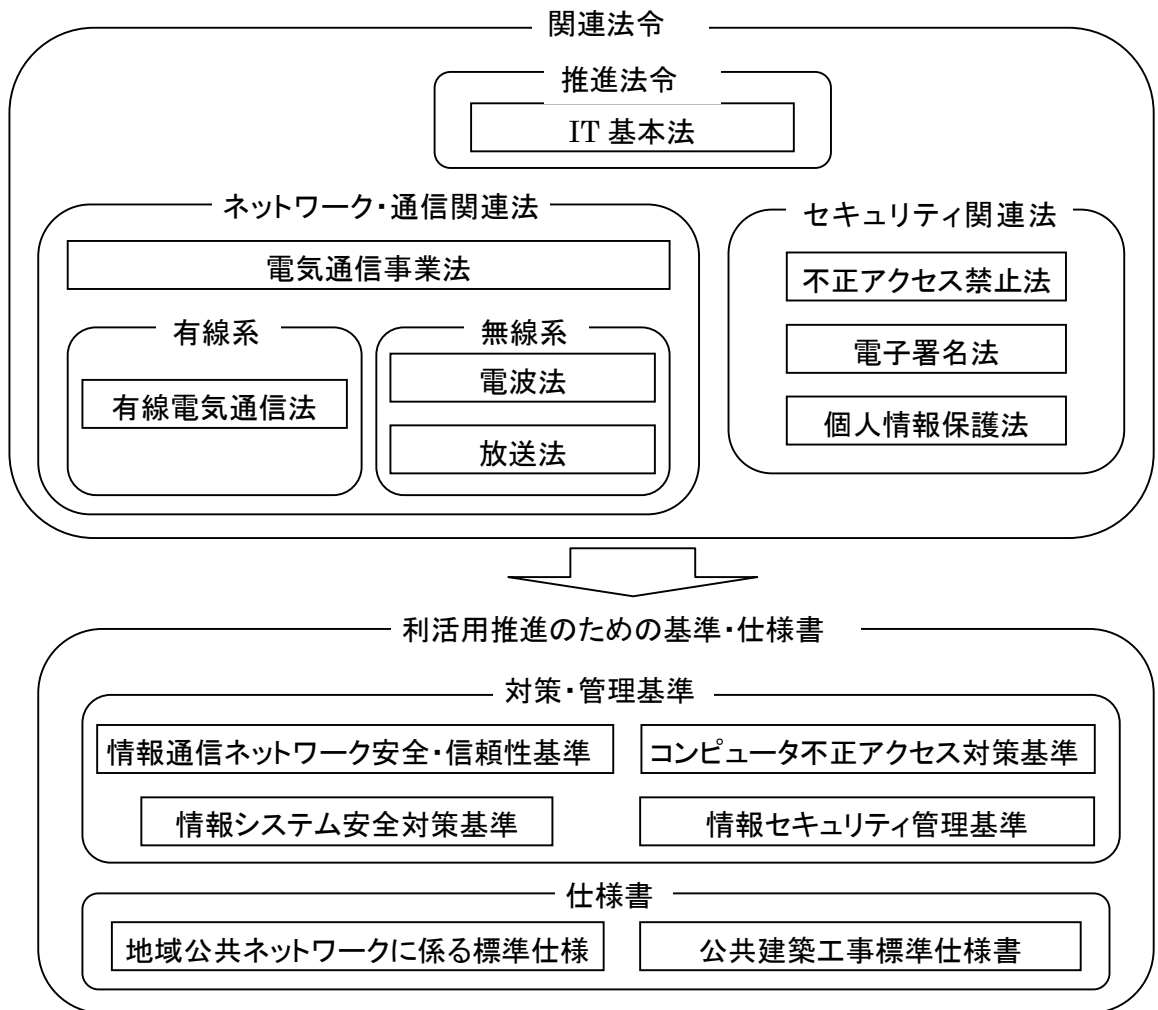 関連法令
推進法令
IT 基本法
ネットワーク・通信関連法
電気通信事業法
有線系
有線電気通信法
無線系
電波法
放送法
セキュリティ関連法
不正アクセス禁止法
電子署名法
個人情報保護法
利活用推進のための基準・仕様書
対策・管理基準
情報通信ネットワーク安全・信頼性基準
コンピュータ不正アクセス対策基準
情報システム安全対策基準
情報セキュリティ管理基準
仕様書
地域公共ネットワークに係る標準仕様
公共建築工事標準仕様書